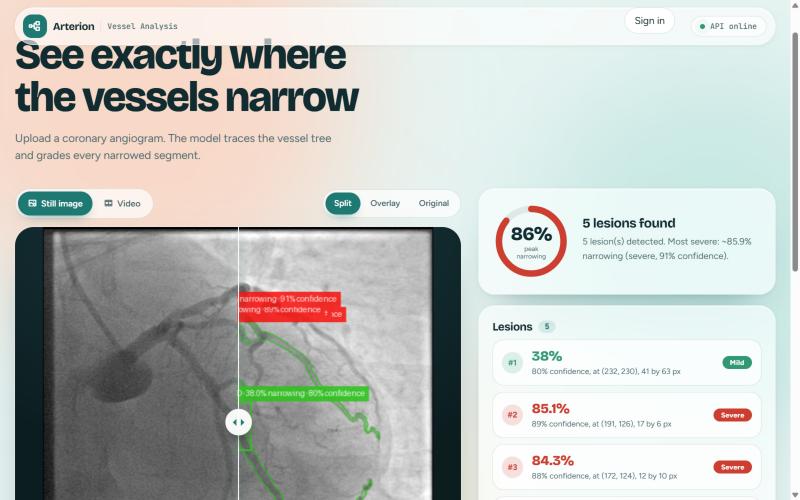 Arterion
Vessel Analysis
Sign in
API online
See exactly where
the vessels narrow
Upload a coronary angiogram. The model traces the vessel tree
and grades every narrowed segment.
Still image
Video
Split
Overlay
Original
narrowing·91% confidence
owing·89% confidence
nce
0·38.0% narrowing·80% confidence
86%
peak
narrowing
5 lesions found
5 lesion(s) detected. Most severe: ~85.9%
narrowing (severe, 91% confidence).
Lesions 5
#1
38%
80% confidence, at (232, 230), 41 by 63 px
Mild
#2
85.1%
89% confidence, at (191, 126), 17 by 6 px
Severe
#3
84.3%
88% confidence, at (172, 124), 12 by 10 px
Severe